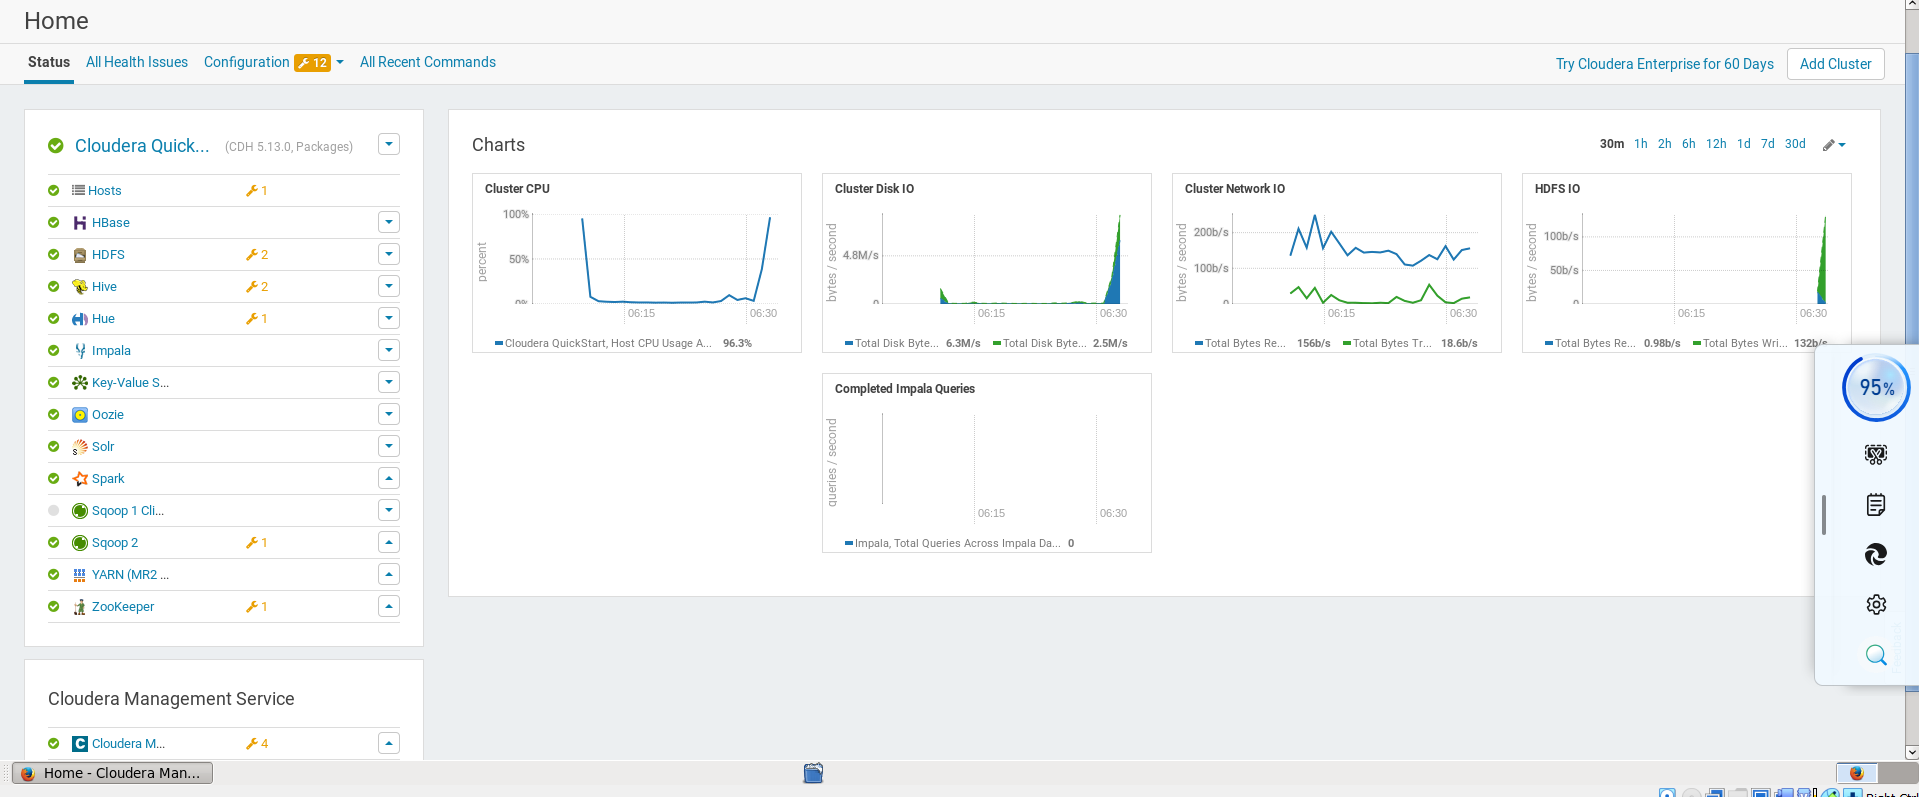 Home
Status All Health Issues Configuration 12 All Recent Commands Try Cloudera Enterprise for 60 Days Add Cluster
Cloudera Quick... (CDH 5.13.0, Packages)
Hosts 1
HBase
HDFS 2
Hive 2
Hue 1
Impala
Key-Value S...
Oozie
Solr
Spark
Sqoop 1 Cli...
Sqoop 2 1
YARN (MR2 ...
ZooKeeper 1
Cloudera Management Service
Cloudera M... 4
Charts 30m 1h 2h 6h 12h 1d 7d 30d
Cluster CPU
percent
100%
50%
0%
06:15 06:30
Cloudera QuickStart, Host CPU Usage A... 96.3%
Cluster Disk IO
bytes / second
4.8M/s
0
06:15 06:30
Total Disk Byte... 6.3M/s Total Disk Byte... 2.5M/s
Cluster Network IO
bytes / second
200b/s
100b/s
0
06:15 06:30
Total Bytes Re... 156b/s Total Bytes Tr... 18.6b/s
HDFS IO
bytes / second
100b/s
50b/s
0
06:15 06:30
Total Bytes Re... 0.98b/s Total Bytes Wri... 132b/s
Completed Impala Queries
queries / second
06:15 06:30
Impala, Total Queries Across Impala Da... 0
95%
Home - Cloudera Man...
Right Ctrl